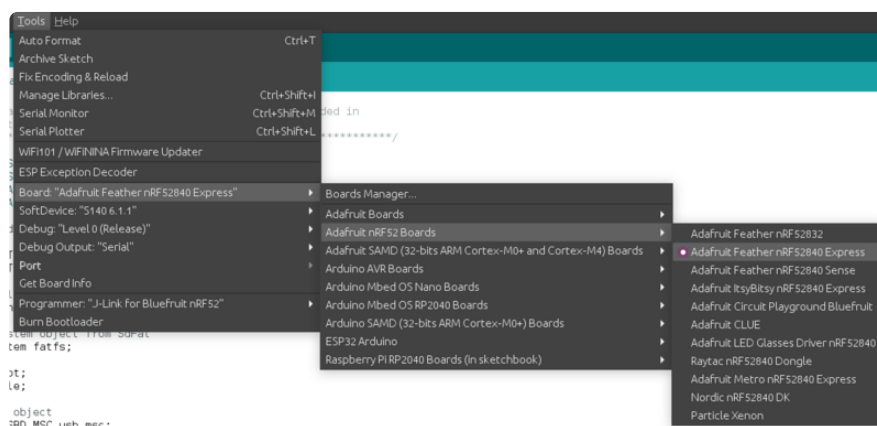 Tools Help
Auto Format Ctrl+T
Archive Sketch
Fix Encoding & Reload
Manage Libraries... Ctrl+Shift+I
Serial Monitor Ctrl+Shift+M
Serial Plotter Ctrl+Shift+L
WiFi101 / WiFiNINA Firmware Updater
ESP Exception Decoder
Board: "Adafruit Feather nRF52840 Express"
SoftDevice: "S140 6.1.1"
Debug: "Level 0 (Release)"
Debug Output: "Serial"
Port
Get Board Info
Programmer: "J-Link for Bluefruit nRF52"
Burn Bootloader
ded in
***********/
Boards Manager...
Adafruit Boards
Adafruit nRF52 Boards
Adafruit SAMD (32-bits ARM Cortex-M0+ and Cortex-M4) Boards
Arduino AVR Boards
Arduino Mbed OS Nano Boards
Arduino Mbed OS RP2040 Boards
Arduino SAMD (32-bits ARM Cortex-M0+) Boards
ESP32 Arduino
Raspberry Pi RP2040 Boards (in sketchbook)
Adafruit Feather nRF52832
Adafruit Feather nRF52840 Express
Adafruit Feather nRF52840 Sense
Adafruit ItsyBitsy nRF52840 Express
Adafruit Circuit Playground Bluefruit
Adafruit CLUE
Adafruit LED Glasses Driver nRF52840
Raytac nRF52840 Dongle
Adafruit Metro nRF52840 Express
Nordic nRF52840 DK
Particle Xenon
stem object from SdFat
tem fatfs;
ot;
le;
object